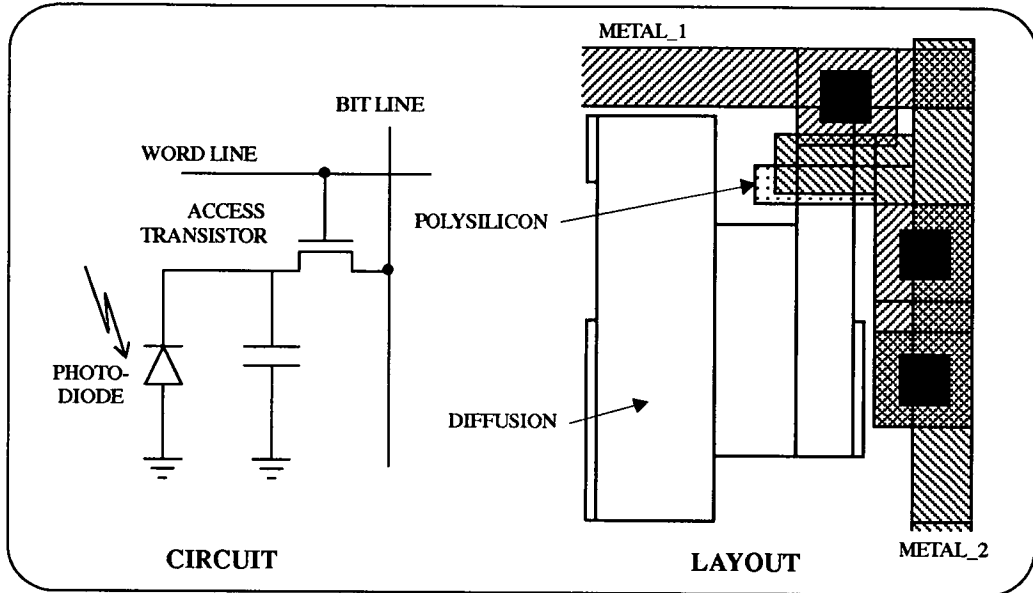 METAL_1
BIT LINE
WORD LINE
ACCESS
TRANSISTOR
POLYSILICON
PHOTO-
DIODE
DIFFUSION
CIRCUIT
LAYOUT
METAL_2